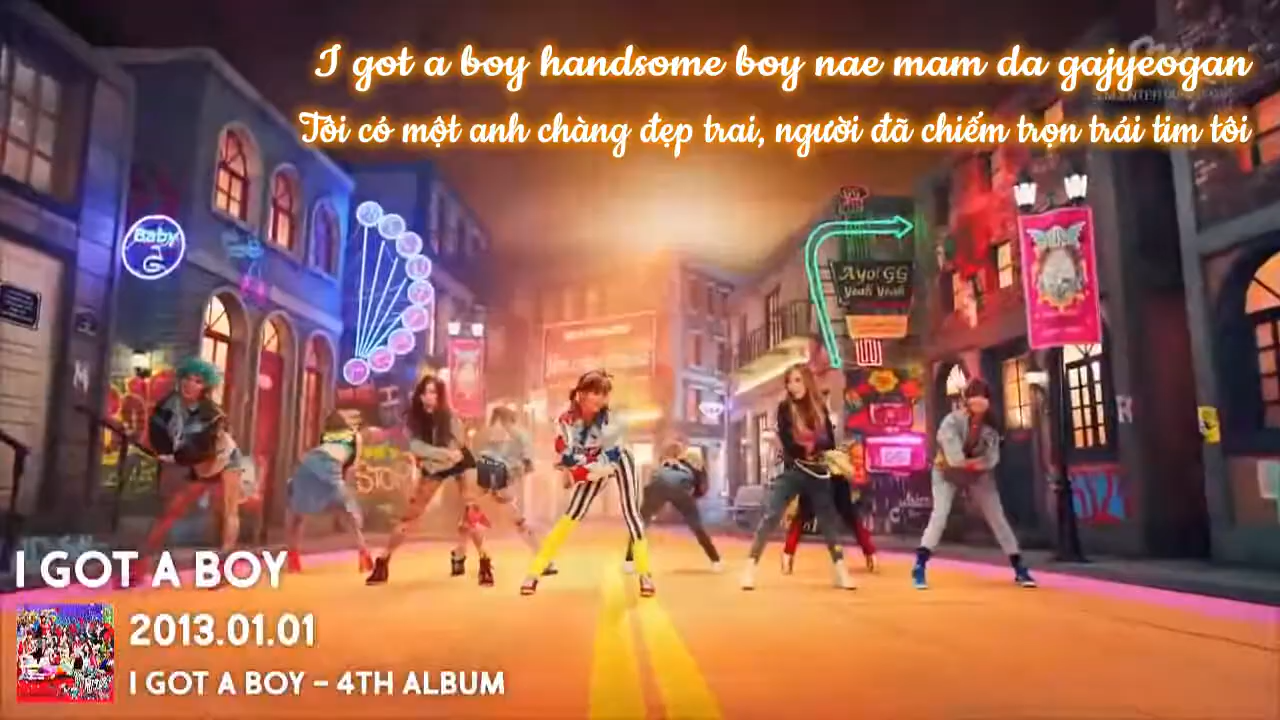 I got a boy handsome boy nae mam da gajyeogan
Tôi có một anh chàng đẹp trai, người đã chiếm trọn trái tim tôi
Baby
G
Ayo! GG
Yeah Yeah
I GOT A BOY
2013.01.01
I GOT A BOY – 4TH ALBUM